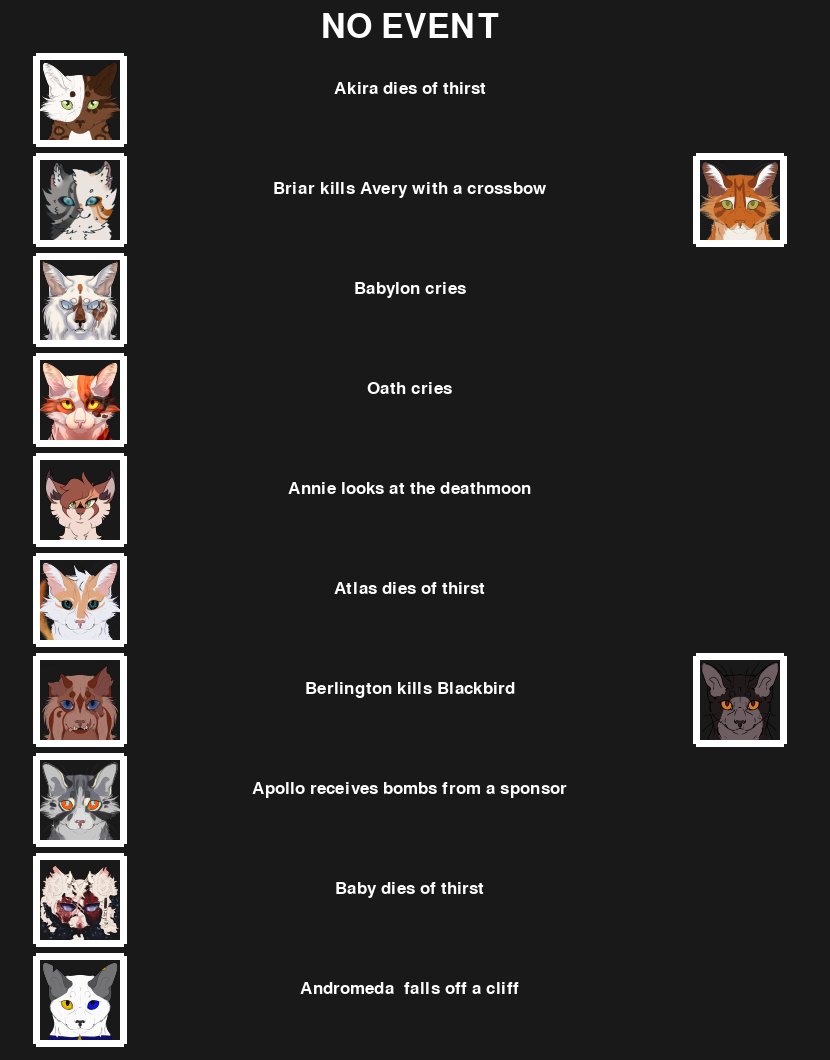 NO EVENT
Akira dies of thirst
Briar kills Avery with a crossbow
Babylon cries
Oath cries
Annie looks at the deathmoon
Atlas dies of thirst
Berlington kills Blackbird
Apollo receives bombs from a sponsor
Baby dies of thirst
Andromeda  falls off a cliff